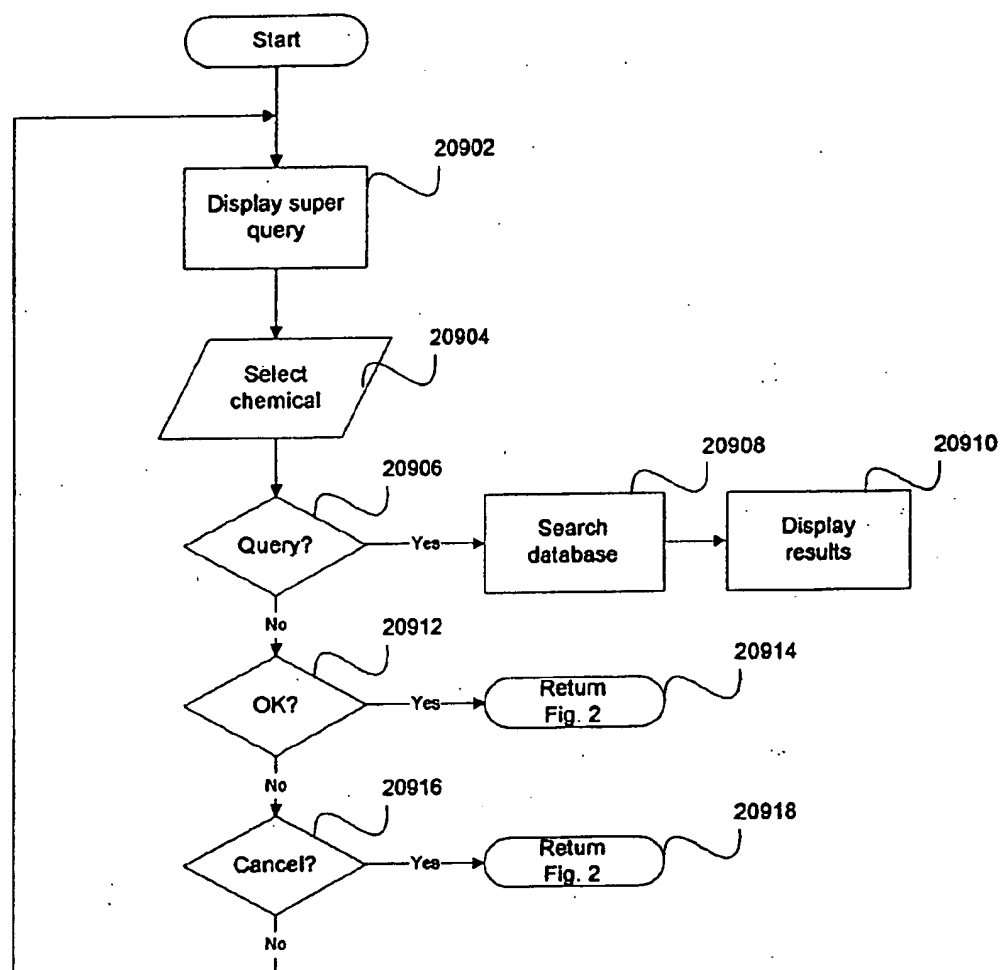 Start
20902
Display super
query
20904
Select
chemical
20906
20908
20910
Query?
Yes
Search
database
Display
results
No
20912
20914
OK?
Yes
Return
Fig. 2
No
20916
20918
Cancel?
Yes
Return
Fig. 2
No